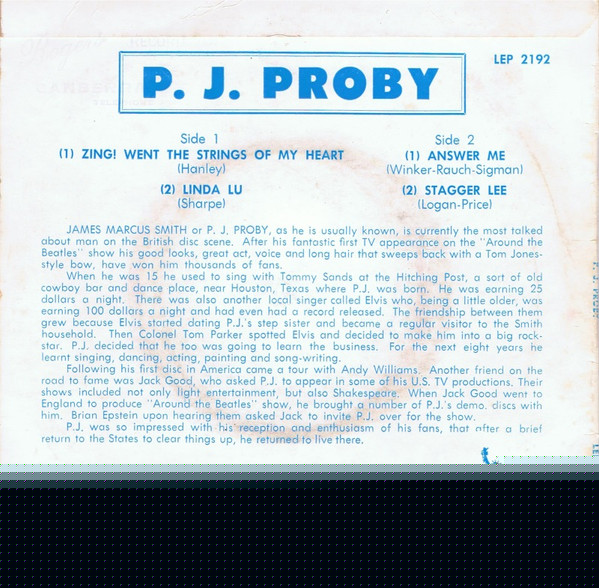 LEP 2192
P. J. PROBY
Side 1
(1) ZING! WENT THE STRINGS OF MY HEART
(Hanley)
(2) LINDA LU
(Sharpe)
Side 2
(1) ANSWER ME
(Winker-Rauch-Sigman)
(2) STAGGER LEE
(Logan-Price)
JAMES MARCUS SMITH or P. J. PROBY, as he is usually known, is currently the most talked
about man on the British disc scene. After his fantastic first TV appearance on the "Around the
Beatles" show his good looks, great act, voice and long hair that sweeps back with a Tom Jones-
style bow, have won him thousands of fans.
When he was 15 he used to sing with Tommy Sands at the Hitching Post, a sort of old
cowboy bar and dance place, near Houston, Texas where P.J. was born. He was earning 25
dollars a night. There was also another local singer called Elvis who, being a little older, was
earning 100 dollars a night and had even had a record released. The friendship between them
grew because Elvis started dating P.J.'s step sister and became a regular visitor to the Smith
household. Then Colonel Tom Parker spotted Elvis and decided to make him into a big rock-
star. P.J. decided that he too was going to learn the business. For the next eight years he
learnt singing, dancing, acting, painting and song-writing.
Following his first disc in America came a tour with Andy Williams. Another friend on the
road to fame was Jack Good, who asked P.J. to appear in some of his U.S. TV productions. Their
shows included not only light entertainment, but also Shakespeare. When Jack Good went to
England to produce "Around the Beatles" show, he brought a number of P.J.'s demo. discs with
him. Brian Epstein upon hearing them asked Jack to invite P.J. over for the show.
P.J. was so impressed with his reception and enthusiasm of his fans, that after a brief
return to the States to clear things up, he returned to live there.
P. J. PROBY